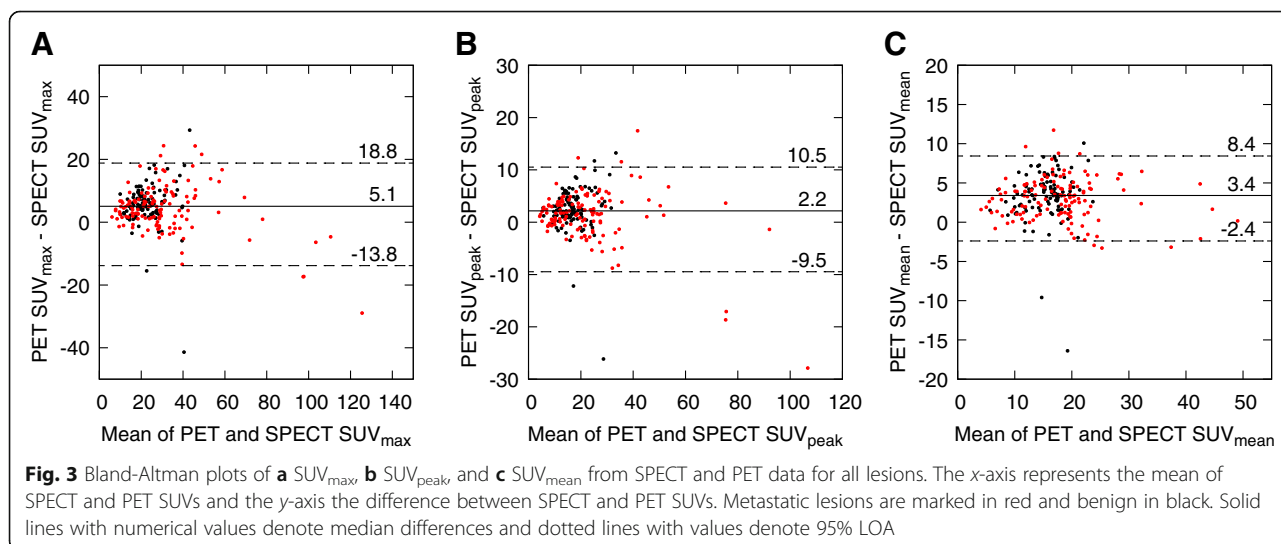 A
B
C
PET SUVmax - SPECT SUVmax
40
20
0
-20
-40
18.8
5.1
-13.8
0 20 40 60 80 100 120 140
Mean of PET and SPECT SUVmax
PET SUVpeak - SPECT SUVpeak
30
20
10
0
-10
-20
-30
10.5
2.2
-9.5
0 20 40 60 80 100 120
Mean of PET and SPECT SUVpeak
PET SUVmean - SPECT SUVmean
20
15
10
5
0
-5
-10
-15
-20
8.4
3.4
-2.4
0 10 20 30 40 50
Mean of PET and SPECT SUVmean
Fig. 3 Bland-Altman plots of a SUVmax, b SUVpeak, and c SUVmean from SPECT and PET data for all lesions. The x-axis represents the mean of
SPECT and PET SUVs and the y-axis the difference between SPECT and PET SUVs. Metastatic lesions are marked in red and benign in black. Solid
lines with numerical values denote median differences and dotted lines with values denote 95% LOA